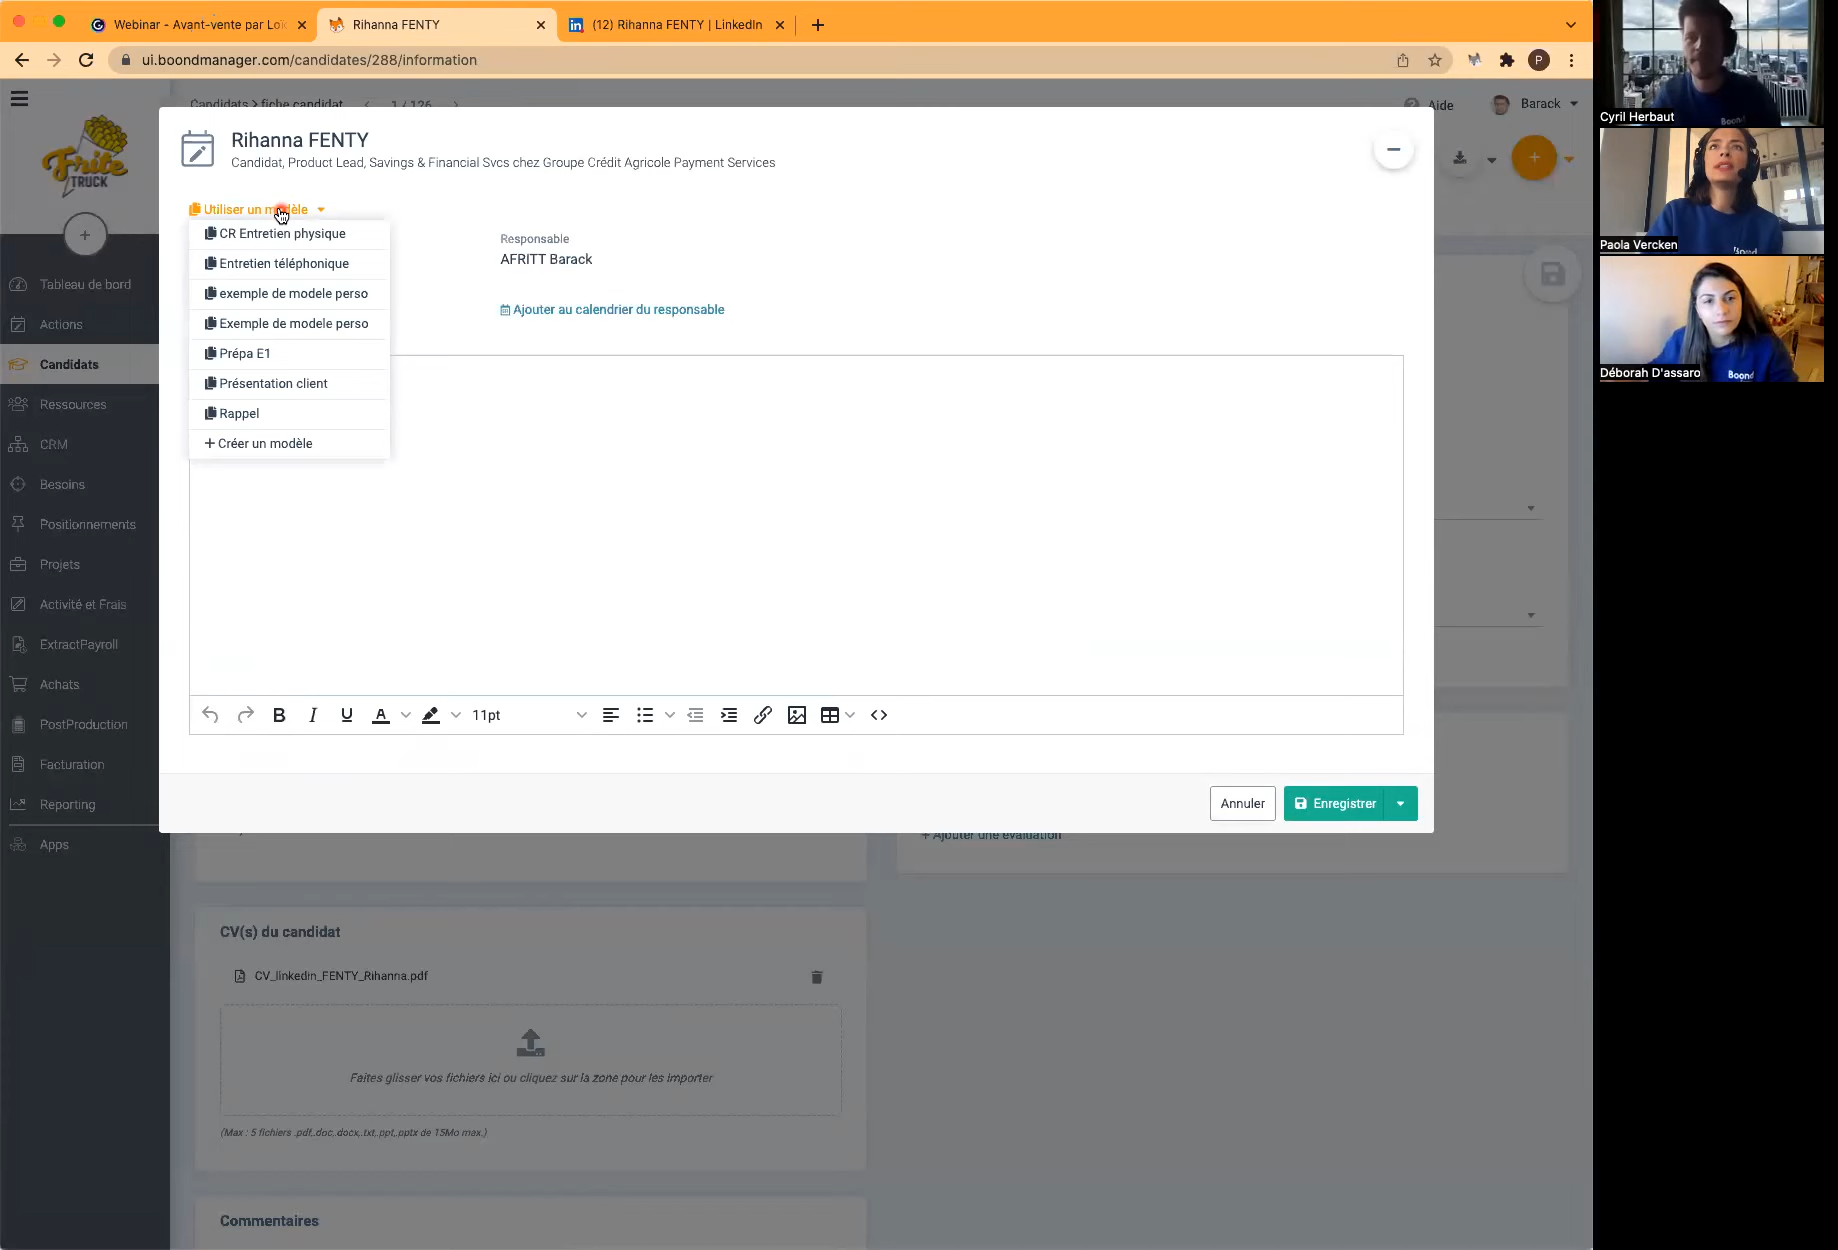 Webinar - Avant-vente par Loï
Rihanna FENTY
(12) Rihanna FENTY | LinkedIn
ui.boondmanager.com/candidates/288/information
P
Candidats > fiche candidat
1 / 126
Aide
Barack
Frite
TRUCK
Tableau de bord
Actions
Candidats
Ressources
CRM
Besoins
Positionnements
Projets
Activité et Frais
ExtractPayroll
Achats
PostProduction
Facturation
Reporting
Apps
Rihanna FENTY
Candidat, Product Lead, Savings & Financial Svcs chez Groupe Crédit Agricole Payment Services
Utiliser un modèle
CR Entretien physique
Entretien téléphonique
exemple de modele perso
Exemple de modele perso
Prépa E1
Présentation client
Rappel
+ Créer un modèle
Responsable
AFRITT Barack
Ajouter au calendrier du responsable
11pt
Annuler
Enregistrer
+ Ajouter une évaluation
CV(s) du candidat
CV_linkedin_FENTY_Rihanna.pdf
Faites glisser vos fichiers ici ou cliquez sur la zone pour les importer
(Max : 5 fichiers .pdf,.doc,.docx,.txt,.ppt,.pptx de 15Mo max.)
Commentaires
Boond
Cyril Herbaut
Boond
Paola Vercken
Boond
Déborah D'assaro